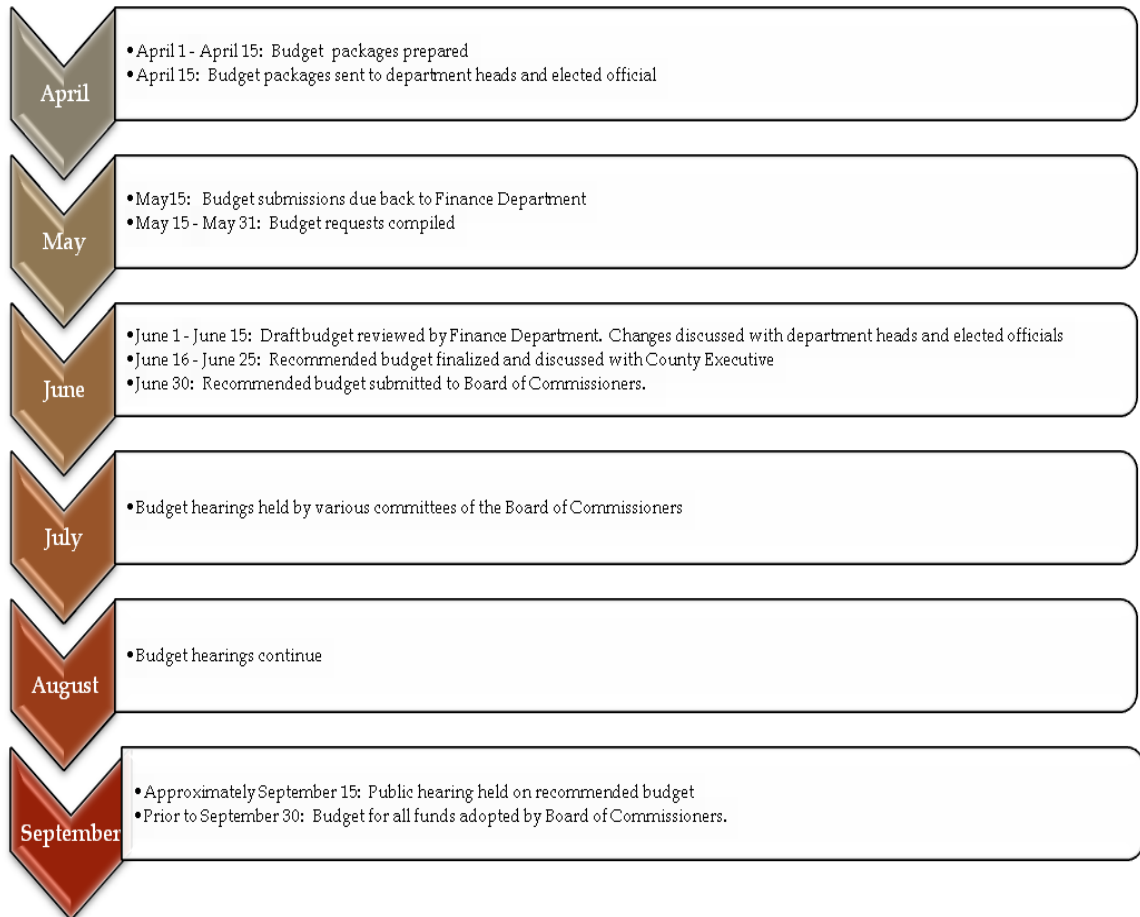 April
•April 1 - April 15: Budget packages prepared
•April 15: Budget packages sent to department heads and elected official
May
•May15: Budget submissions due back to Finance Department
•May 15 - May 31: Budget requests compiled
June
•June 1 - June 15: Draft budget reviewed by Finance Department. Changes discussed with department heads and elected officials
•June 16 - June 25: Recommended budget finalized and discussed with County Executive
•June 30: Recommended budget submitted to Board of Commissioners.
July
•Budget hearings held by various committees of the Board of Commissioners
August
•Budget hearings continue
September
•Approximately September 15: Public hearing held on recommended budget
•Prior to September 30: Budget for all funds adopted by Board of Commissioners.